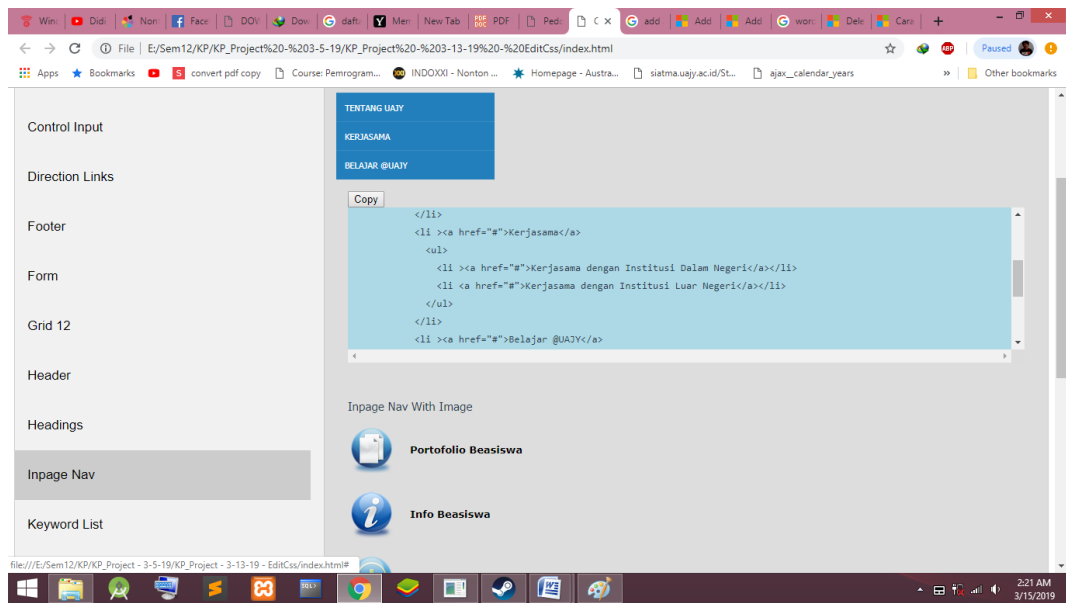 Win:
Didi
Non
Face
DOV
Dow
daft
Men
New Tab
PDF
Ped
C
add
Add
Add
wor
Dele
Cara
File | E:/Sem12/KP/KP_Project%20-%203-5-19/KP_Project%20-%203-13-19%20-%20EditCss/index.html
ABP
Paused
Apps
Bookmarks
convert pdf copy
Course: Pemrogram...
INDOXXI - Nonton ...
Homepage - Austra...
siatma.uajy.ac.id/St...
ajax_calendar_years
»
Other bookmarks
Control Input
Direction Links
Footer
Form
Grid 12
Header
Headings
Inpage Nav
Keyword List
TENTANG UAJY
KERJASAMA
BELAJAR @UAJY
Copy
</li>
<li ><a href="#">Kerjasama</a>
<ul>
<li ><a href="#">Kerjasama dengan Institusi Dalam Negeri</a></li>
<li <a href="#">Kerjasama dengan Institusi Luar Negeri</a></li>
</ul>
</li>
<li ><a href="#">Belajar @UAJY</a>
Inpage Nav With Image
Portofolio Beasiswa
Info Beasiswa
file:///E:/Sem12/KP/KP_Project - 3-5-19/KP_Project - 3-13-19 - EditCss/index.html#
2:21 AM
3/15/2019